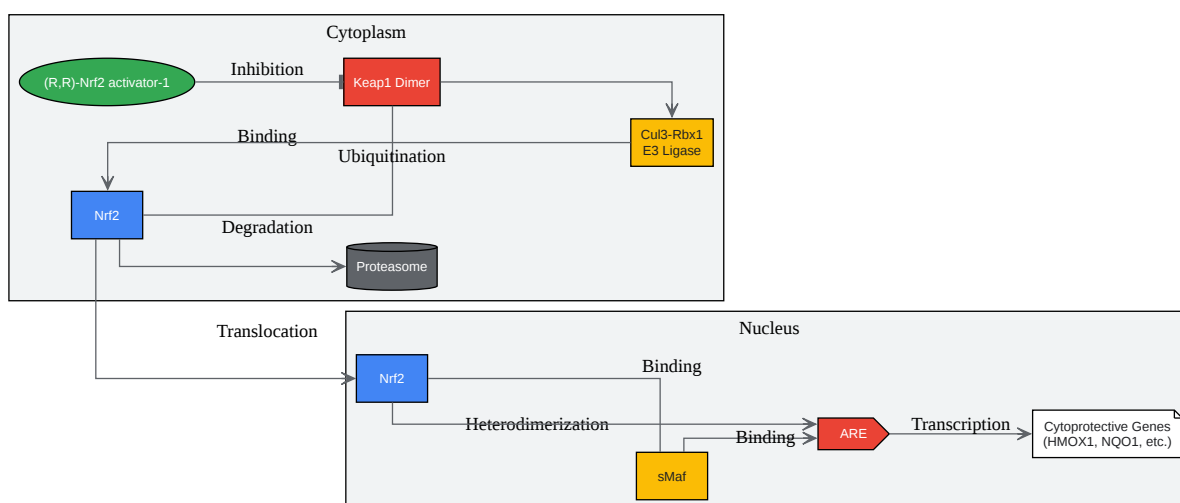 Cytoplasm
Inhibition
(R,R)-Nrf2 activator-1
Keap1 Dimer
Cul3-Rbx1
E3 Ligase
Binding
Ubiquitination
Nrf2
Degradation
Proteasome
Translocation
Nucleus
Binding
Nrf2
Heterodimerization
Binding
ARE
Transcription
Cytoprotective Genes
(HMOX1, NQO1, etc.)
sMaf